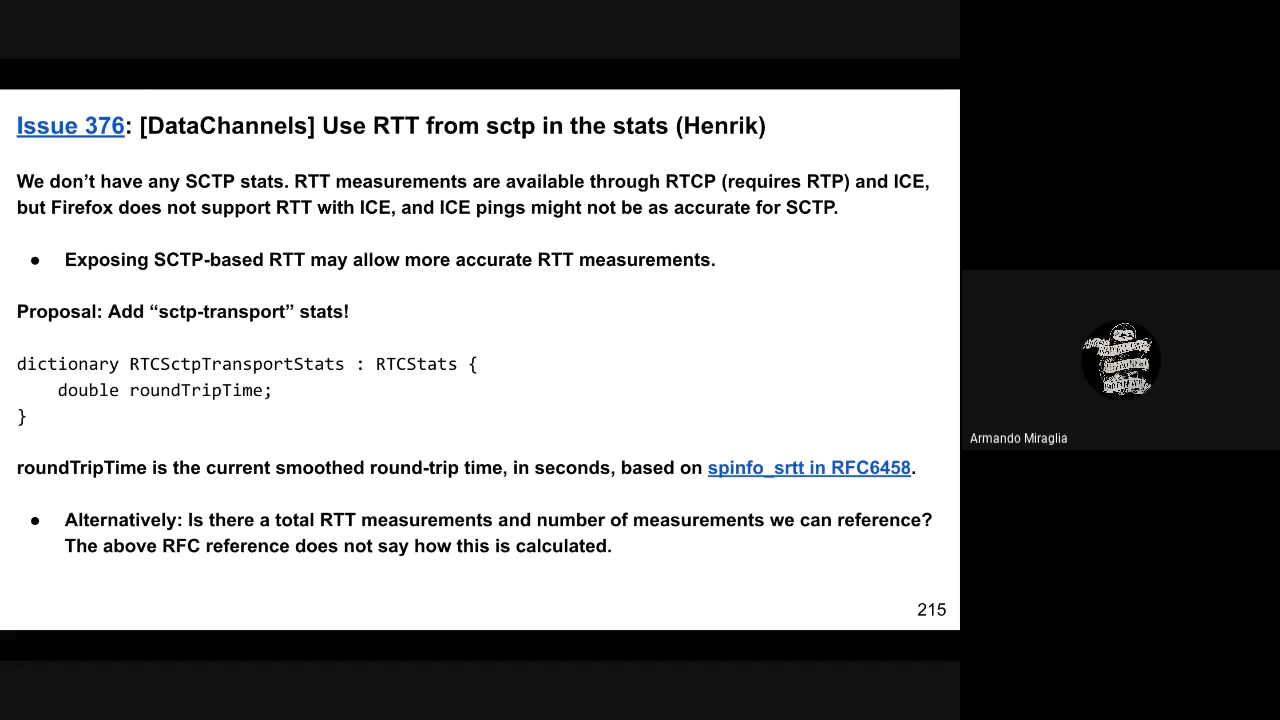 Issue 376: [DataChannels] Use RTT from sctp in the stats (Henrik)
We don’t have any SCTP stats. RTT measurements are available through RTCP (requires RTP) and ICE,
but Firefox does not support RTT with ICE, and ICE pings might not be as accurate for SCTP.
● Exposing SCTP-based RTT may allow more accurate RTT measurements.
Proposal: Add “sctp-transport” stats!
dictionary RTCSctpTransportStats : RTCStats {
double roundTripTime;
}
roundTripTime is the current smoothed round-trip time, in seconds, based on spinfo_srtt in RFC6458.
● Alternatively: Is there a total RTT measurements and number of measurements we can reference?
The above RFC reference does not say how this is calculated.
215
Armando Miraglia